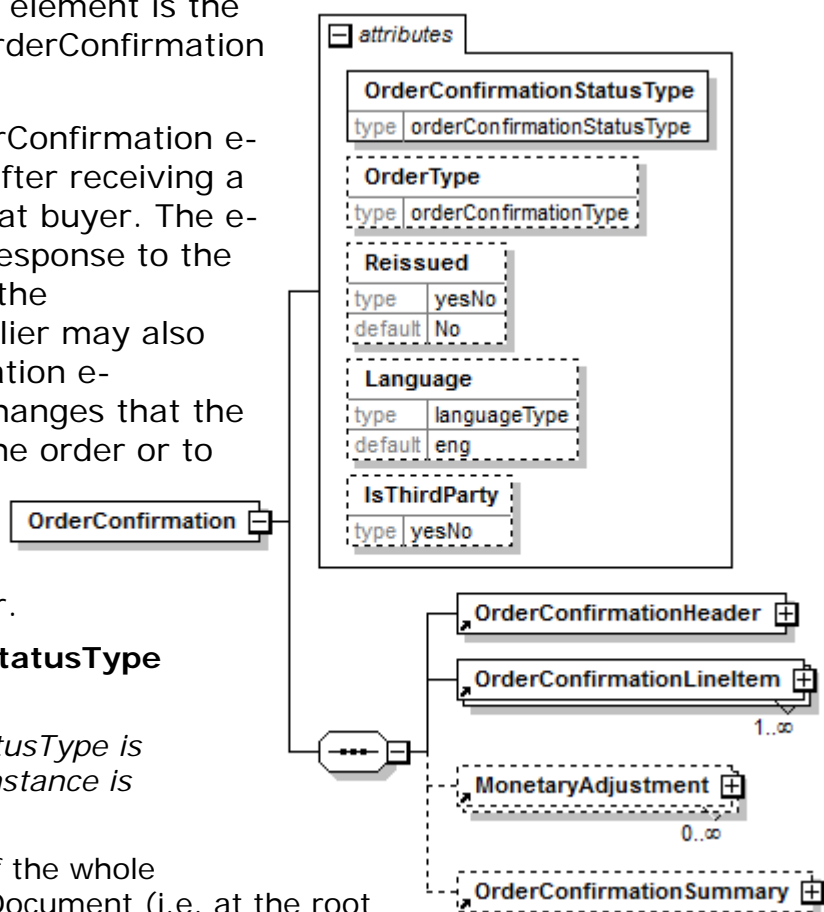 element is the
rderConfirmation
rConfirmation e-
fter receiving a
at buyer. The e-
esponse to the
the
lier may also
ation e-
hanges that the
he order or to
r.
tatusType
tusType is
nstance is
f the whole
Document (i.e. at the root
attributes
OrderConfirmationStatusType
type orderConfirmationStatusType
OrderType
type orderConfirmationType
Reissued
type yesNo
default No
Language
type languageType
default eng
IsThirdParty
type yesNo
OrderConfirmation
OrderConfirmationHeader
OrderConfirmationLineItem
1..∞
MonetaryAdjustment
0..∞
OrderConfirmationSummary